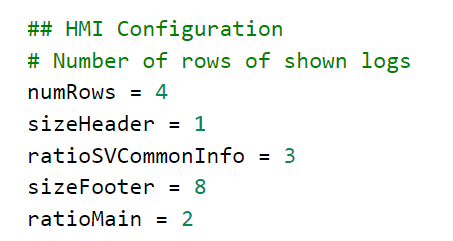 ## HMI Configuration
# Number of rows of shown logs
numRows = 4
sizeHeader = 1
ratioSVCommonInfo = 3
sizeFooter = 8
ratioMain = 2